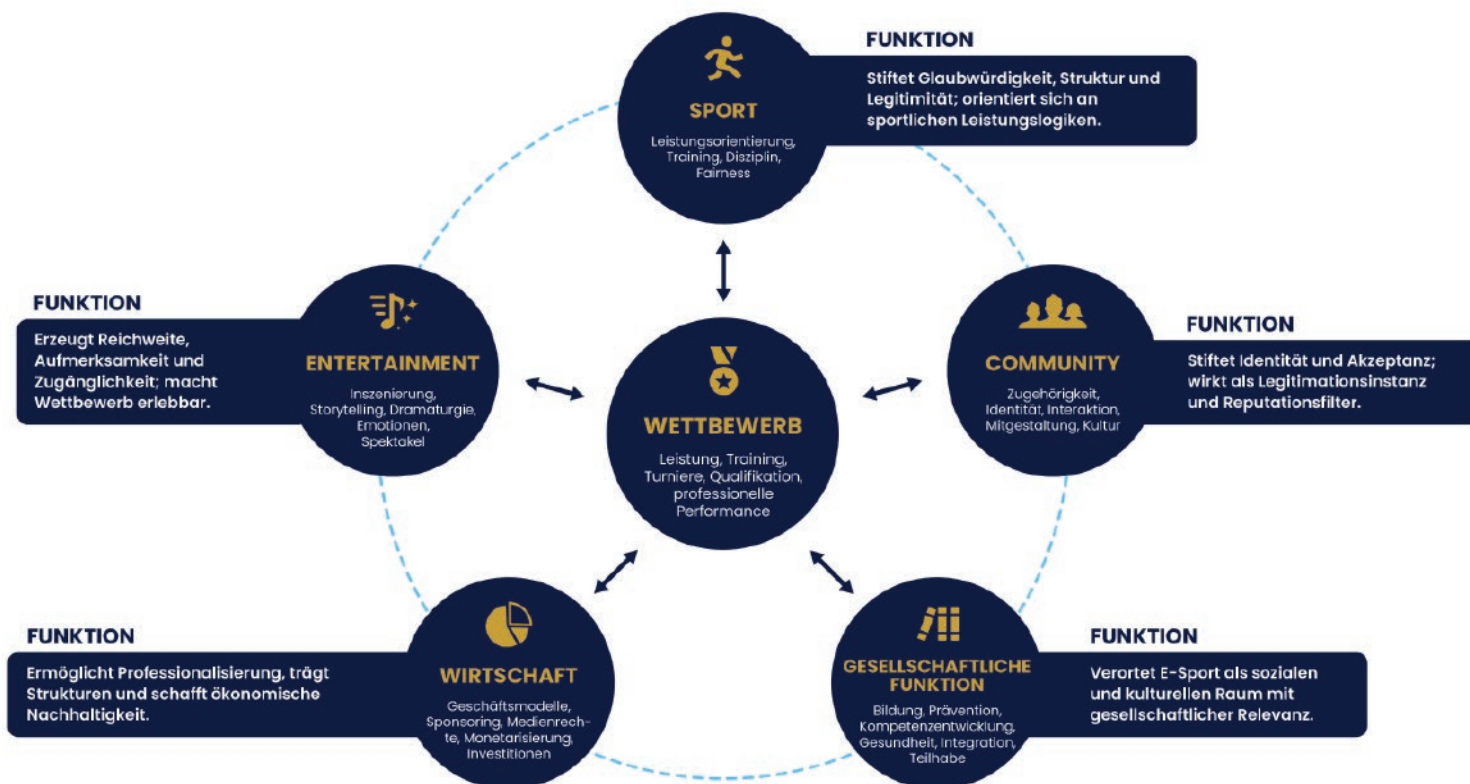 FUNKTION
Stiftet Glaubwürdigkeit, Struktur und
Legitimität; orientiert sich an
sportlichen Leistungslogiken.
SPORT
Leistungsorientierung,
Training, Disziplin,
Fairness
FUNKTION
Erzeugt Reichweite,
Aufmerksamkeit und
Zugänglichkeit; macht
Wettbewerb erlebbar.
ENTERTAINMENT
Inszenierung,
Storytelling, Dramaturgie,
Emotionen,
Spektakel
WETTBEWERB
Leistung, Training,
Turniere, Qualifikation,
professionelle
Performance
COMMUNITY
Zugehörigkeit,
Identität, Interaktion,
Mitgestaltung, Kultur
FUNKTION
Stiftet Identität und Akzeptanz;
wirkt als Legitimationsinstanz
und Reputationsfilter.
FUNKTION
Ermöglicht Professionalisierung, trägt
Strukturen und schafft ökonomische
Nachhaltigkeit.
WIRTSCHAFT
Geschäftsmodelle,
Sponsoring, Medienrech-
te, Monetarisierung,
Investitionen
GESELLSCHAFTLICHE
FUNKTION
Bildung, Prävention,
Kompetenzentwicklung,
Gesundheit, Integration,
Teilhabe
FUNKTION
Verortet E-Sport als sozialen
und kulturellen Raum mit
gesellschaftlicher Relevanz.